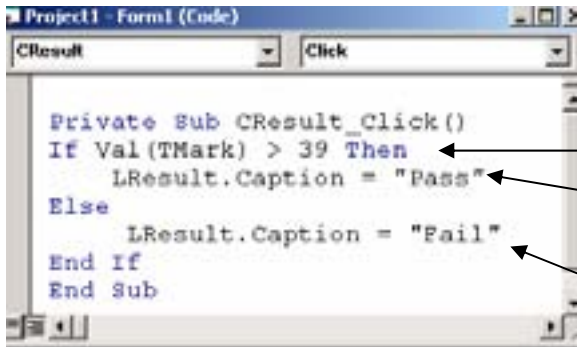 Project1 - Form1 (Code)
CResult Click
Private Sub CResult_Click()
If Val(TMark) > 39 Then
LResult.Caption = "Pass"
Else
LResult.Caption = "Fail"
End If
End Sub